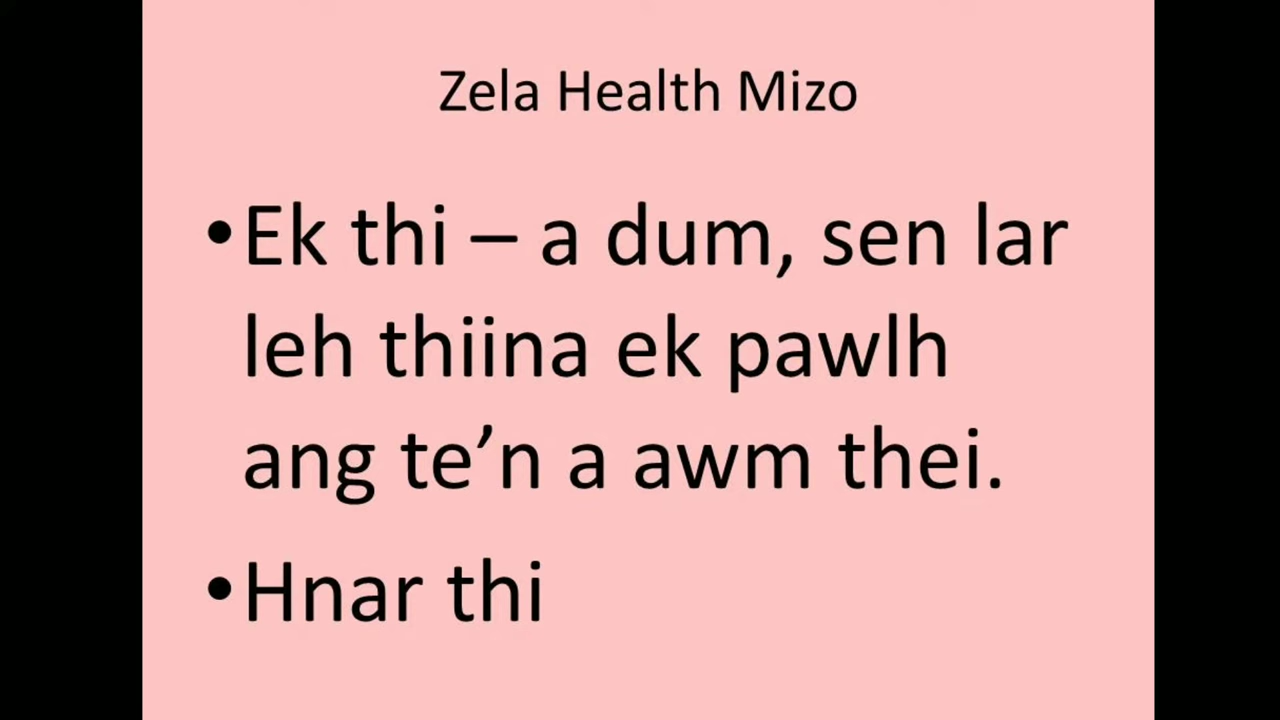 Zela Health Mizo
•Ek thi – a dum, sen lar
leh thiina ek pawlh
ang te’n a awm thei.
•Hnar thi